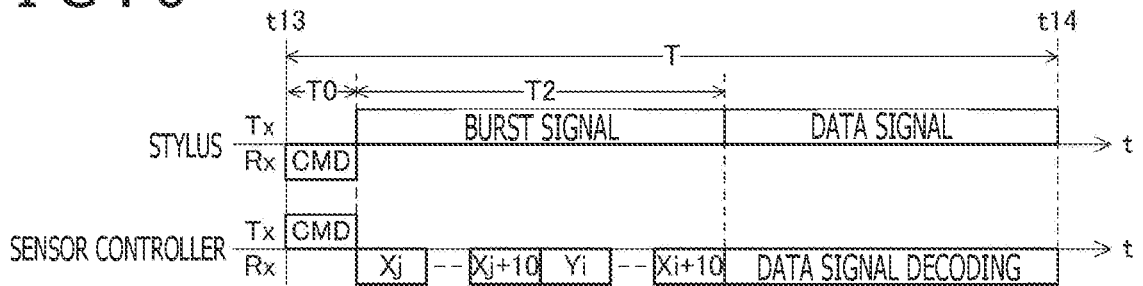 t13 t14
T
T0 T2
STYLUS Tx BURST SIGNAL DATA SIGNAL
Rx CMD t
SENSOR CONTROLLER Tx CMD
Rx Xj -- Xj+10 Yi -- Xi+10 DATA SIGNAL DECODING t